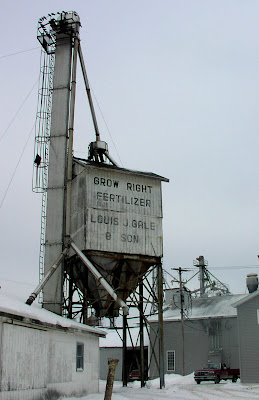 GROW RIGHT
FERTILIZER
LOUIS J. GALE
& SON